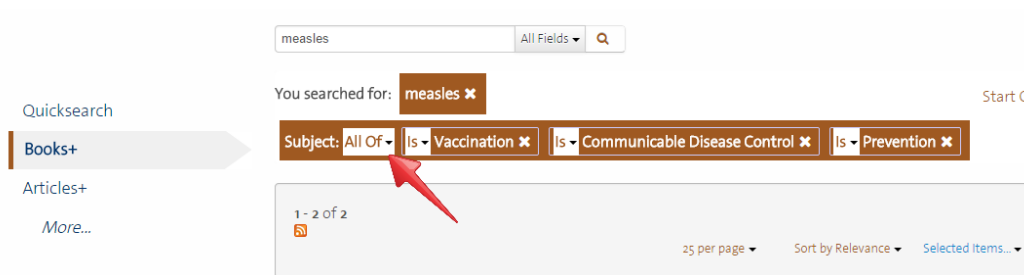 measles All Fields
You searched for: measles ✖ Start
Quicksearch
Subject: All Of Is Vaccination ✖ Is Communicable Disease Control ✖ Is Prevention ✖
Books+
Articles+
More...
1 - 2 of 2
25 per page Sort by Relevance Selected Items...